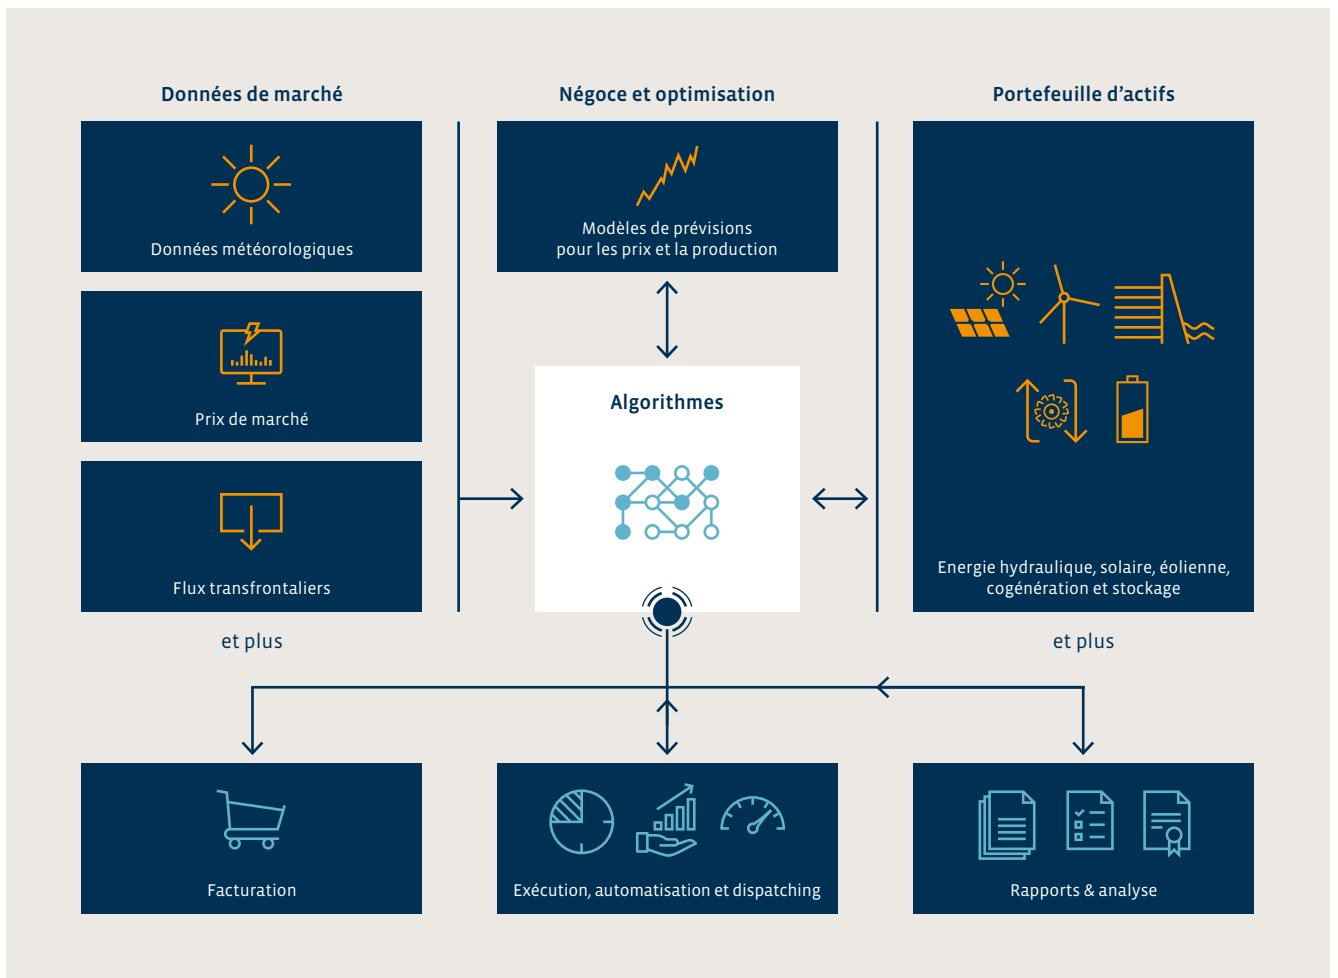 Données de marché
Données météorologiques
Prix de marché
Flux transfrontaliers
et plus
Négoce et optimisation
Modèles de prévisions
pour les prix et la production
Algorithmes
Portefeuille d’actifs
Energie hydraulique, solaire, éolienne,
cogénération et stockage
et plus
Facturation
Exécution, automatisation et dispatching
Rapports & analyse